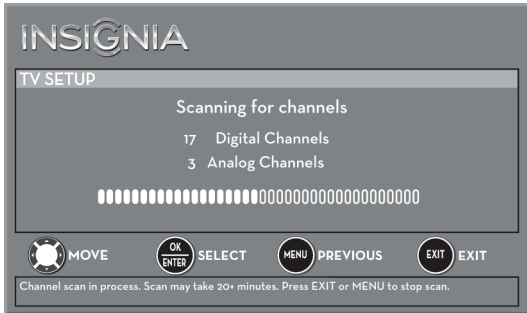 INSIGNIA
TV SETUP
Scanning for channels
17 Digital Channels
3 Analog Channels
MOVE
OK
ENTER
SELECT
MENU
PREVIOUS
EXIT
EXIT
Channel scan in process. Scan may take 20+ minutes. Press EXIT or MENU to stop scan.